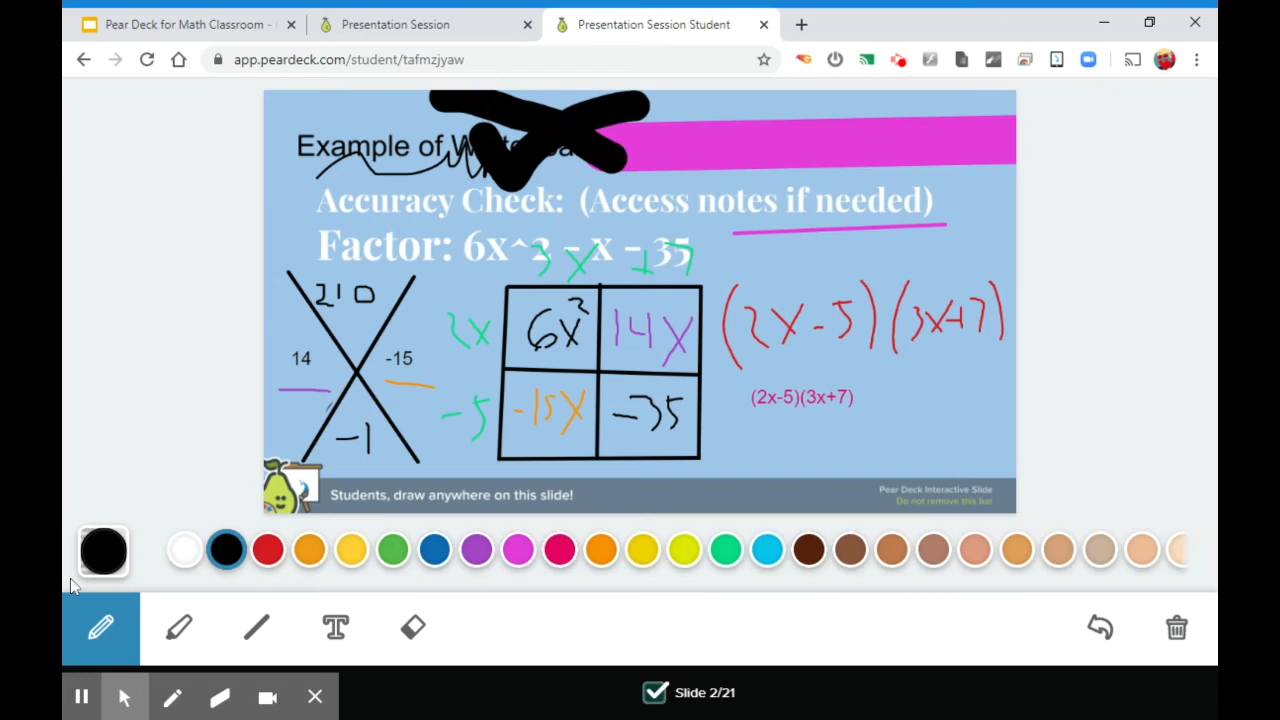 Pear Deck for Math Classroom -
Presentation Session
Presentation Session Student
app.peardeck.com/student/tafmzjyaw
Example of
Accuracy Check: (Access notes if needed)
Factor: 6x^2 - x - 35
3x +7
210
14 -15
-1
2x 6x² 14x
-5 -15x -35
(2x-5)(3x+7)
(2x-5)(3x+7)
Students, draw anywhere on this slide!
Pear Deck Interactive Slide
Do not remove this bar
T
Slide 2/21